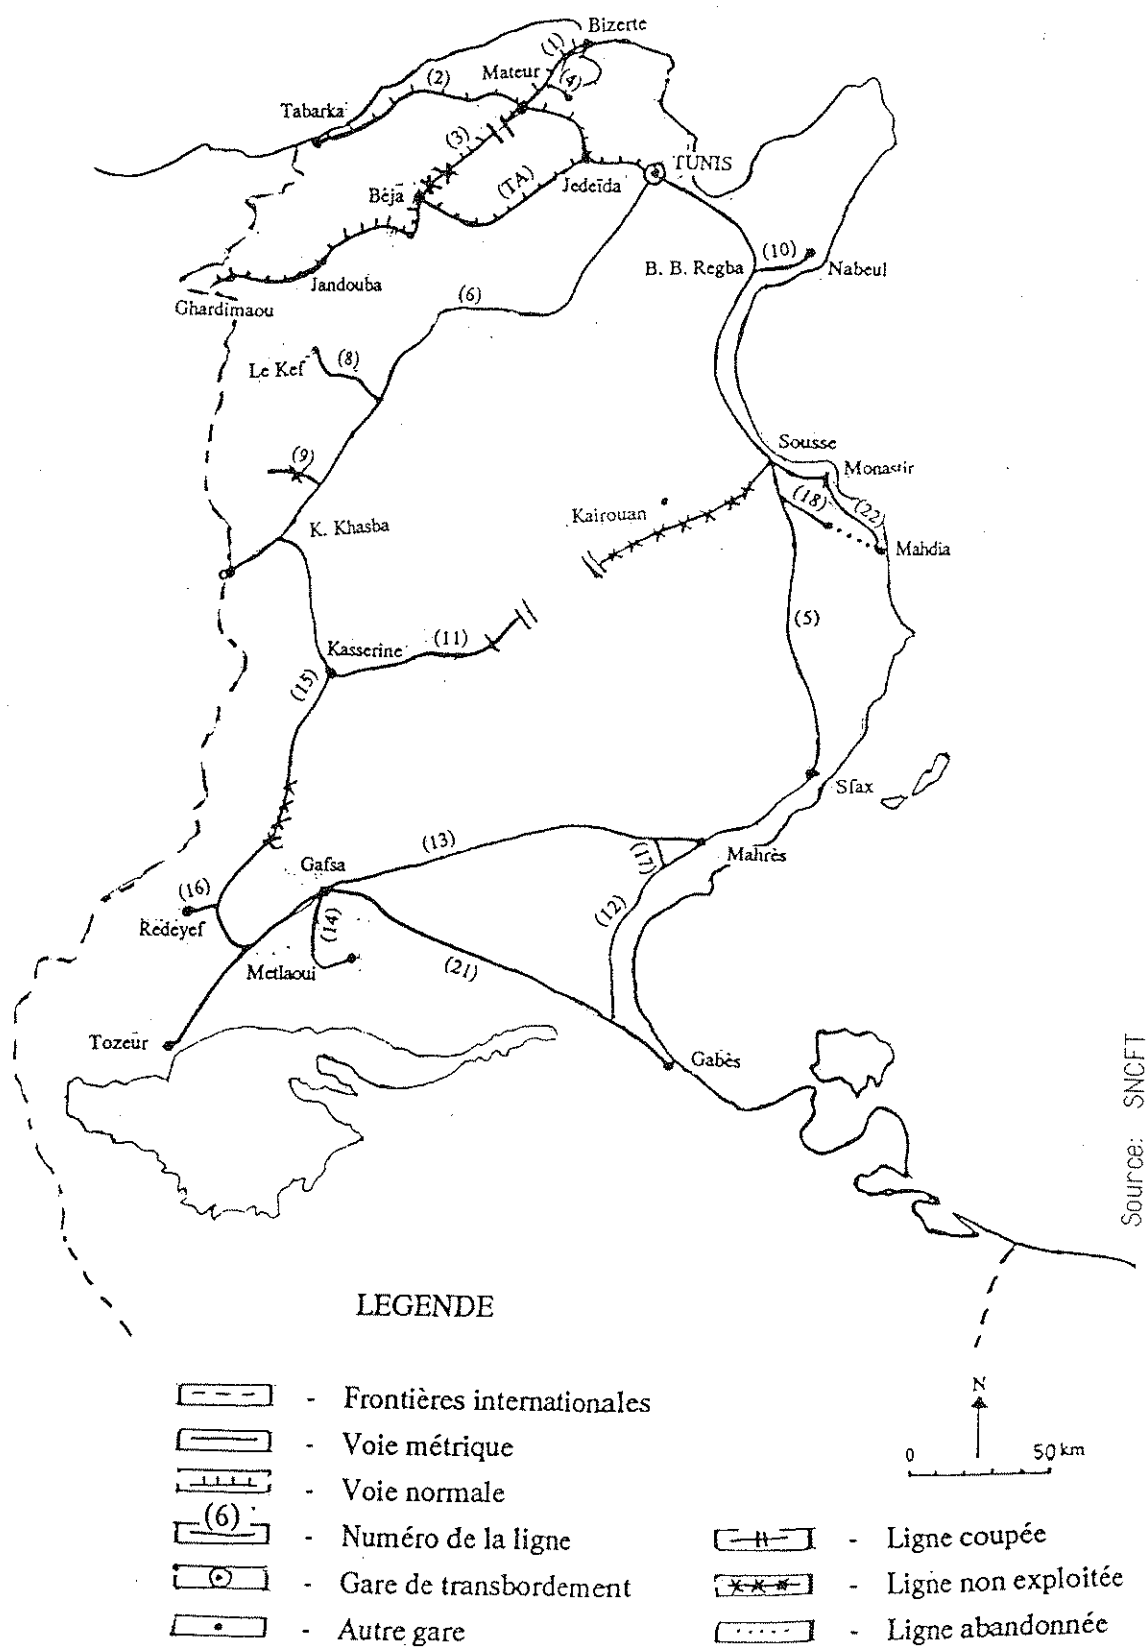 Bizerte
(1)
Mateur
(4)
(2)
Tabarka
(3)
TUNIS
(TA)
Jedeïda
Béja
(10)
B. B. Regba
Nabeul
Jandouba
Ghardimaou
(6)
Le Kef
(8)
Sousse
Monastir
(9)
(18)
(22)
Kairouan
K. Khasba
Mahdia
(5)
(11)
Kasserine
(15)
Sfax
(13)
Mahrès
(17)
Gafsa
(16)
(12)
Redeyef
(14)
Metlaoui
(21)
Tozeur
Gabès
Source: SNCFT
LEGENDE
- Frontières internationales
- Voie métrique
- Voie normale
(6) - Numéro de la ligne
- Gare de transbordement
- Autre gare
N
0 50 km
- Ligne coupée
- Ligne non exploitée
- Ligne abandonnée